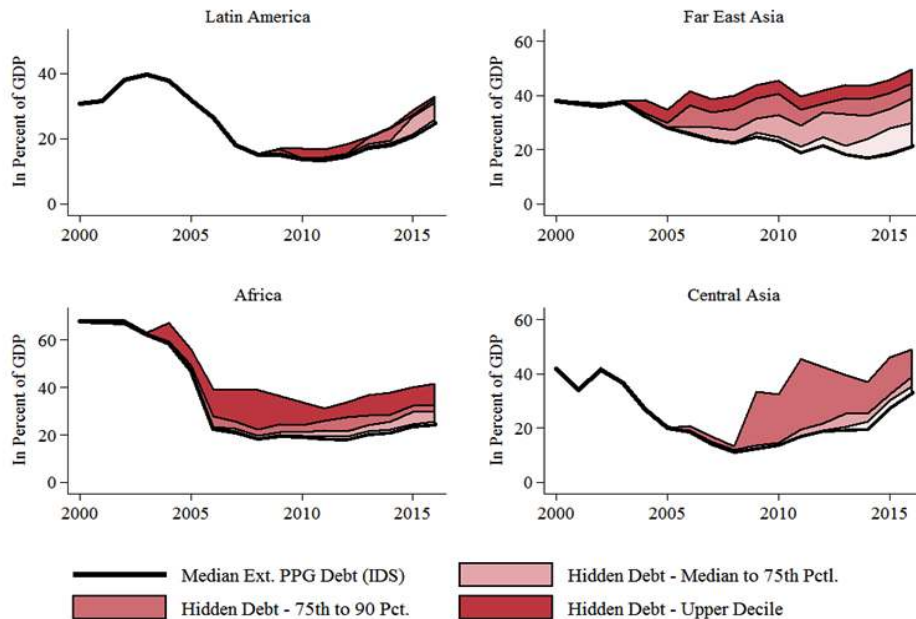 Latin America
In Percent of GDP
40
20
0
2000
2005
2010
2015
Far East Asia
In Percent of GDP
60
40
20
0
2000
2005
2010
2015
Africa
In Percent of GDP
60
40
20
0
2000
2005
2010
2015
Central Asia
In Percent of GDP
60
40
20
0
2000
2005
2010
2015
Median Ext. PPG Debt (IDS)
Hidden Debt - Median to 75th Pctl.
Hidden Debt - 75th to 90 Pct.
Hidden Debt - Upper Decile